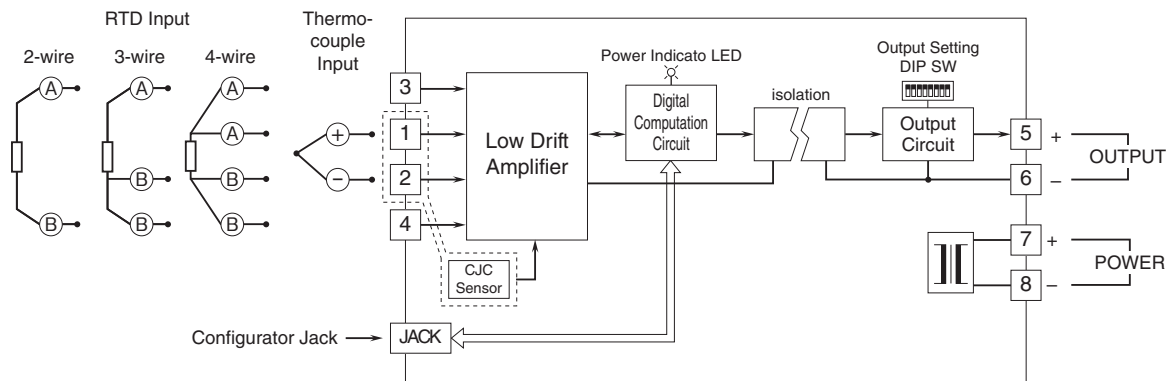 RTD Input
2-wire
3-wire
4-wire
A
B
A
B
B
A
A
B
B
Thermo-
couple
Input
+
−
3
1
2
4
Low Drift
Amplifier
CJC
Sensor
Configurator Jack
JACK
Power Indicato LED
Digital
Computation
Circuit
isolation
Output Setting
DIP SW
Output
Circuit
5
+
6
−
OUTPUT
7
+
8
−
POWER